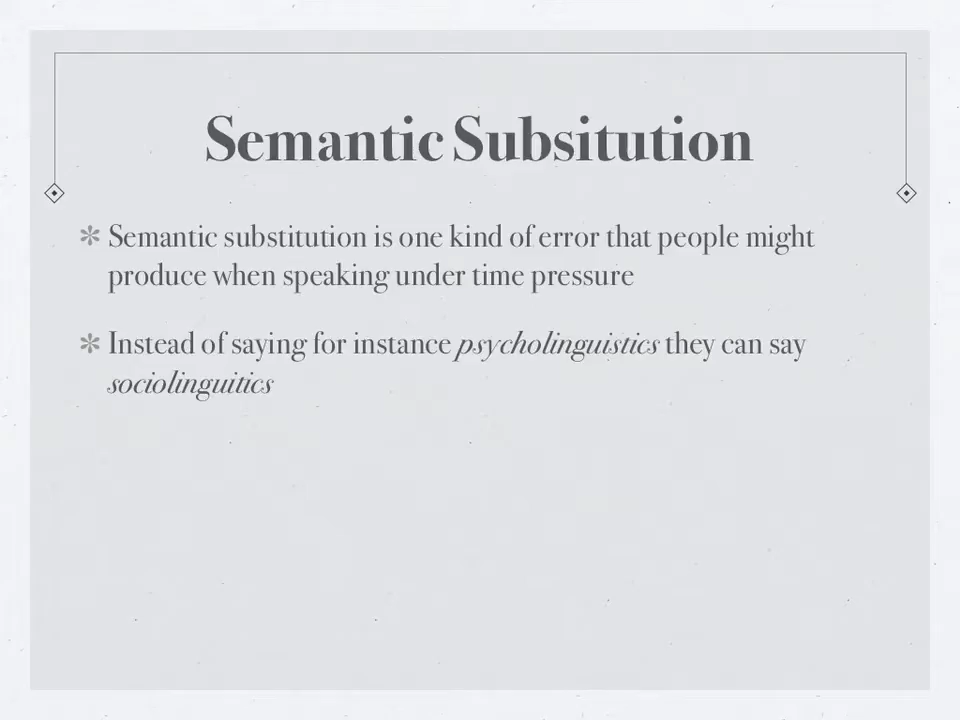 Semantic Subsitution
Semantic substitution is one kind of error that people might
produce when speaking under time pressure
Instead of saying for instance psycholinguistics they can say
sociolinguitics